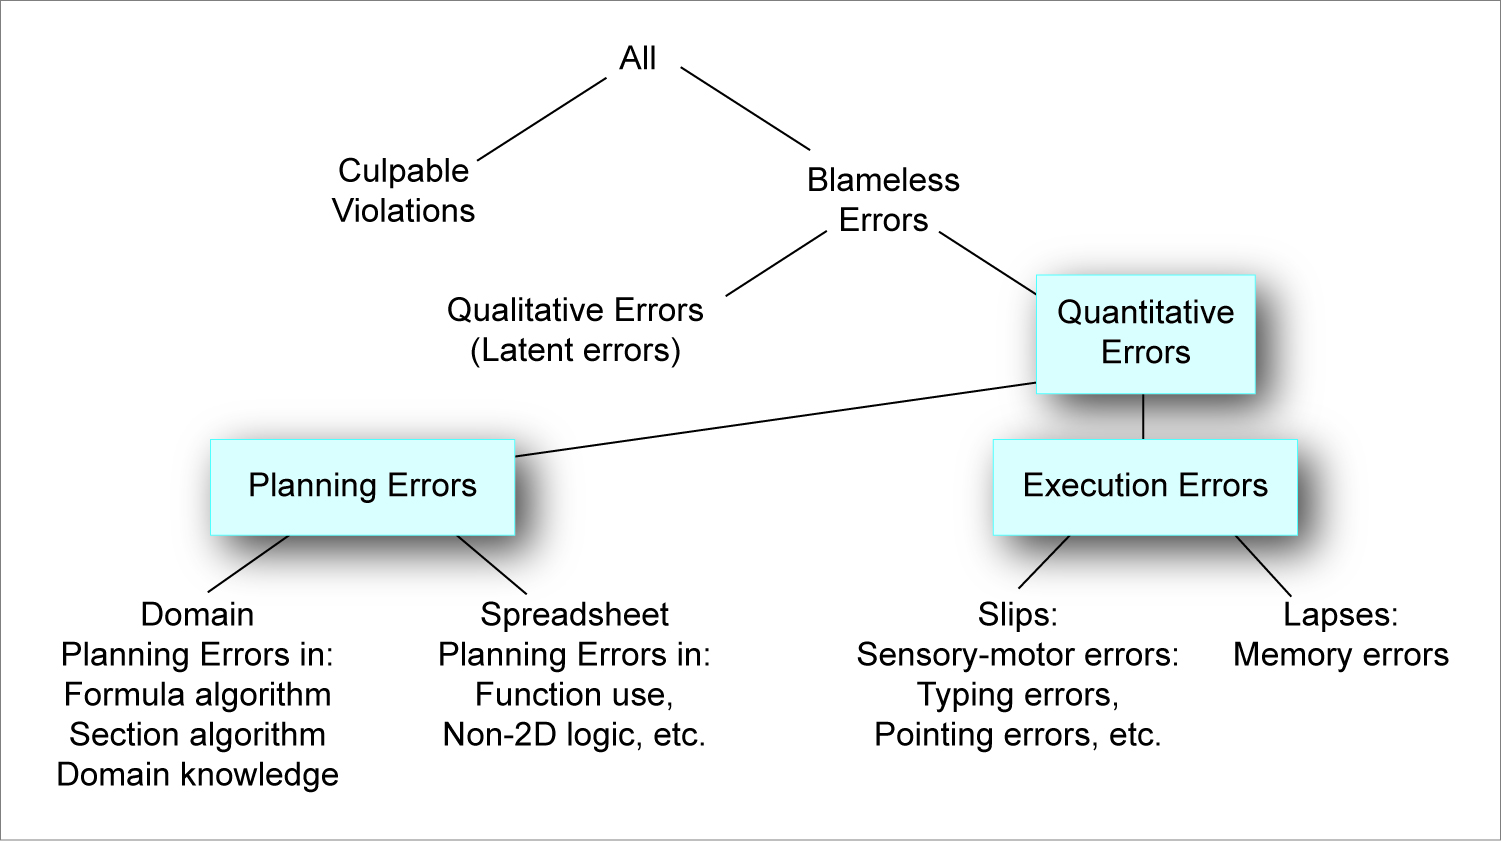 All
Culpable
Violations
Blameless
Errors
Qualitative Errors
(Latent errors)
Quantitative
Errors
Planning Errors
Execution Errors
Domain
Planning Errors in:
Formula algorithm
Section algorithm
Domain knowledge
Spreadsheet
Planning Errors in:
Function use,
Non-2D logic, etc.
Slips:
Sensory-motor errors:
Typing errors,
Pointing errors, etc.
Lapses:
Memory errors